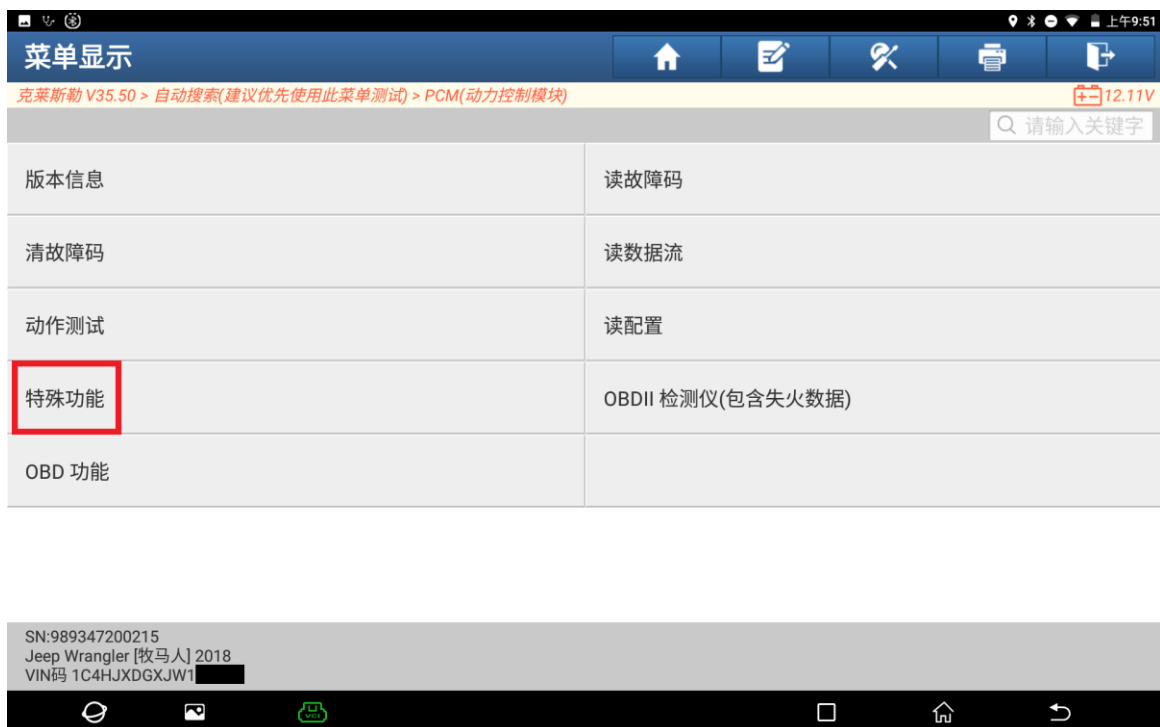 上午9:51
菜单显示
克莱斯勒 V35.50 > 自动搜索(建议优先使用此菜单测试) > PCM(动力控制模块)
12.11V
请输入关键字
版本信息
读故障码
清故障码
读数据流
动作测试
读配置
特殊功能
OBDII 检测仪(包含失火数据)
OBD 功能
SN:989347200215
Jeep Wrangler [牧马人] 2018
VIN码 1C4HJXDGXJW1
VCI